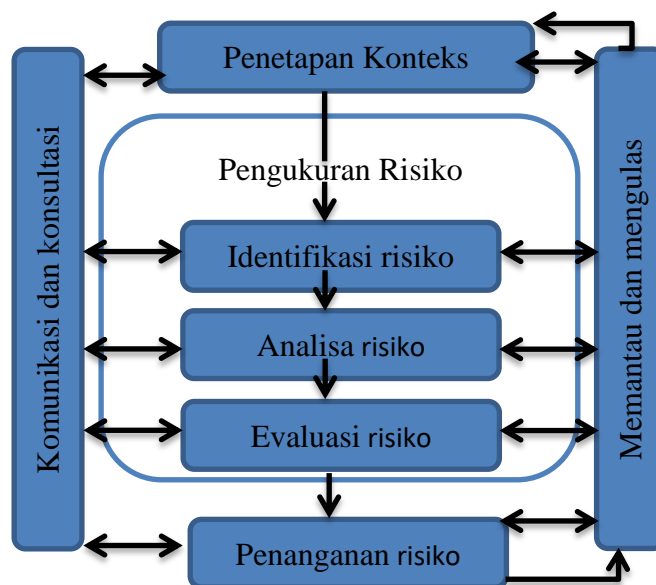 Penetapan Konteks
Komunikasi dan konsultasi
Pengukuran Risiko
Identifikasi risiko
Analisa risiko
Evaluasi risiko
Penanganan risiko
Memantau dan mengulas